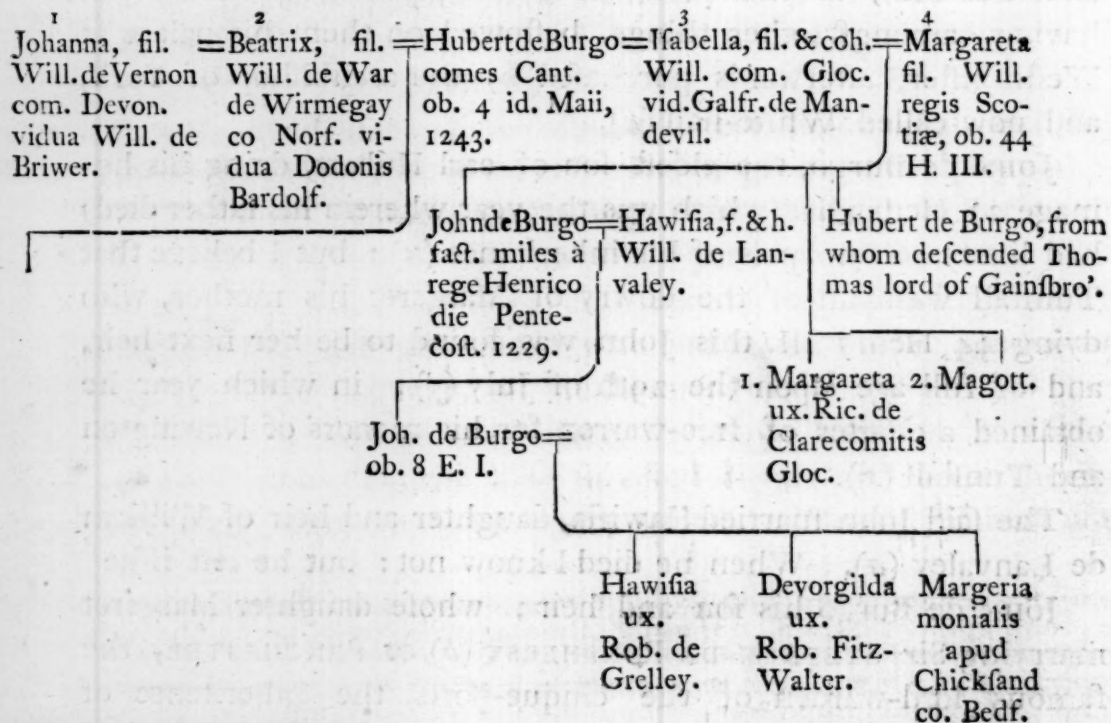 1
Johanna, fil.
Will. de Vernon
com. Devon.
vidua Will. de
Briwer.
2
=Beatrix, fil.
Will. de War
de Wirmegay
co Norff. vi-
dua Dodonis
Bardolf.
=Hubert de Burgo=
comes Cant.
ob. 4 id. Maii,
1243.
3
Iſabella, fil. & coh.=
Will. com. Gloc.
vid. Galfr. de Man-
devil.
4
Margareta
fil. Will.
regis Sco-
tiæ, ob. 44
H. III.
John de Burgo=
fact. miles à
rege Henrico
die Pente-
coſt. 1229.
Hawiſia, f. & h.
Will. de Lan-
valey.
Hubert de Burgo, from
whom deſcended Tho-
mas lord of Gainſbro'.
1. Margareta
ux. Ric. de
Clare comitis
Gloc.
2. Magott.
Joh. de Burgo=
ob. 8 E. I.
Hawiſia
ux.
Rob. de
Grelley.
Devorgilda
ux.
Rob. Fitz-
Walter.
Margeria
monialis
apud
Chickſand
co. Bedf.